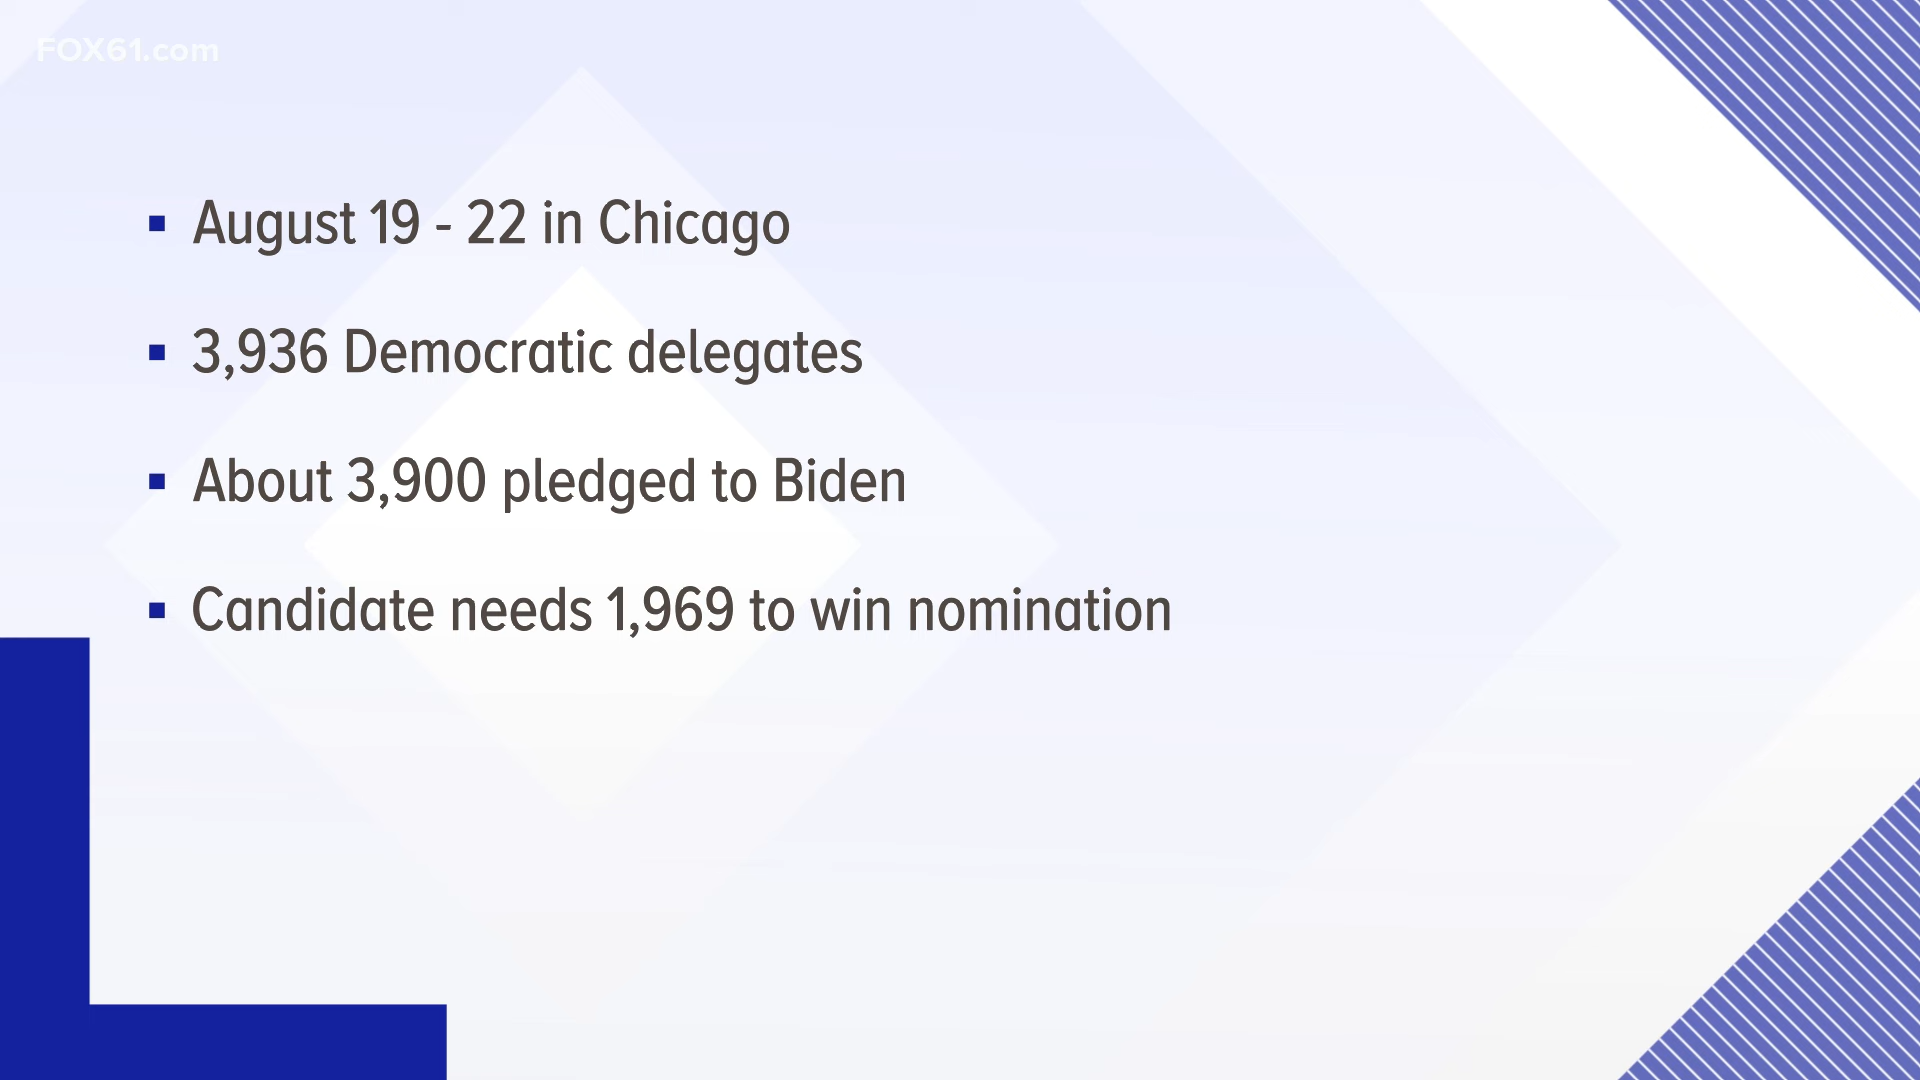 FOX61.com
▪ August 19 - 22 in Chicago
▪ 3,936 Democratic delegates
▪ About 3,900 pledged to Biden
▪ Candidate needs 1,969 to win nomination